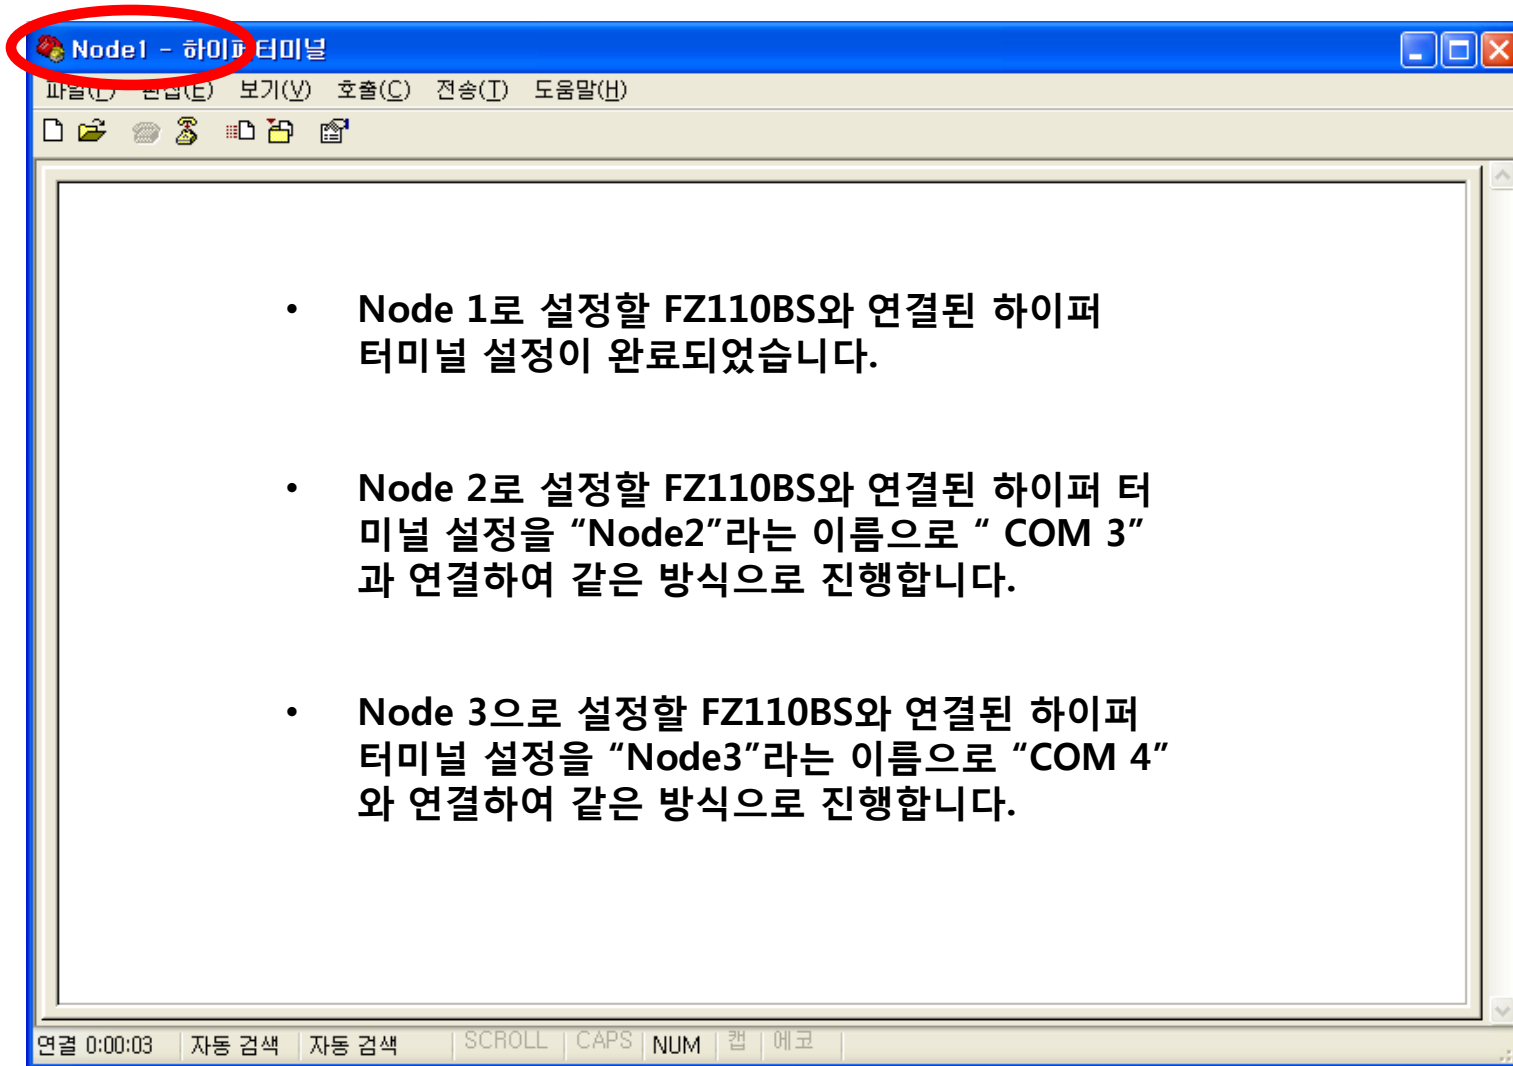 Node1 - 하이퍼터미널
파일(F) 편집(E) 보기(V) 호출(C) 전송(T) 도움말(H)
• Node 1로 설정할 FZ110BS와 연결된 하이퍼
터미널 설정이 완료되었습니다.
• Node 2로 설정할 FZ110BS와 연결된 하이퍼 터
미널 설정을 “Node2”라는 이름으로 “ COM 3”
과 연결하여 같은 방식으로 진행합니다.
• Node 3으로 설정할 FZ110BS와 연결된 하이퍼
터미널 설정을 “Node3”라는 이름으로 “COM 4”
와 연결하여 같은 방식으로 진행합니다.
연결 0:00:03 자동 검색 자동 검색 SCROLL CAPS NUM 캡 에코